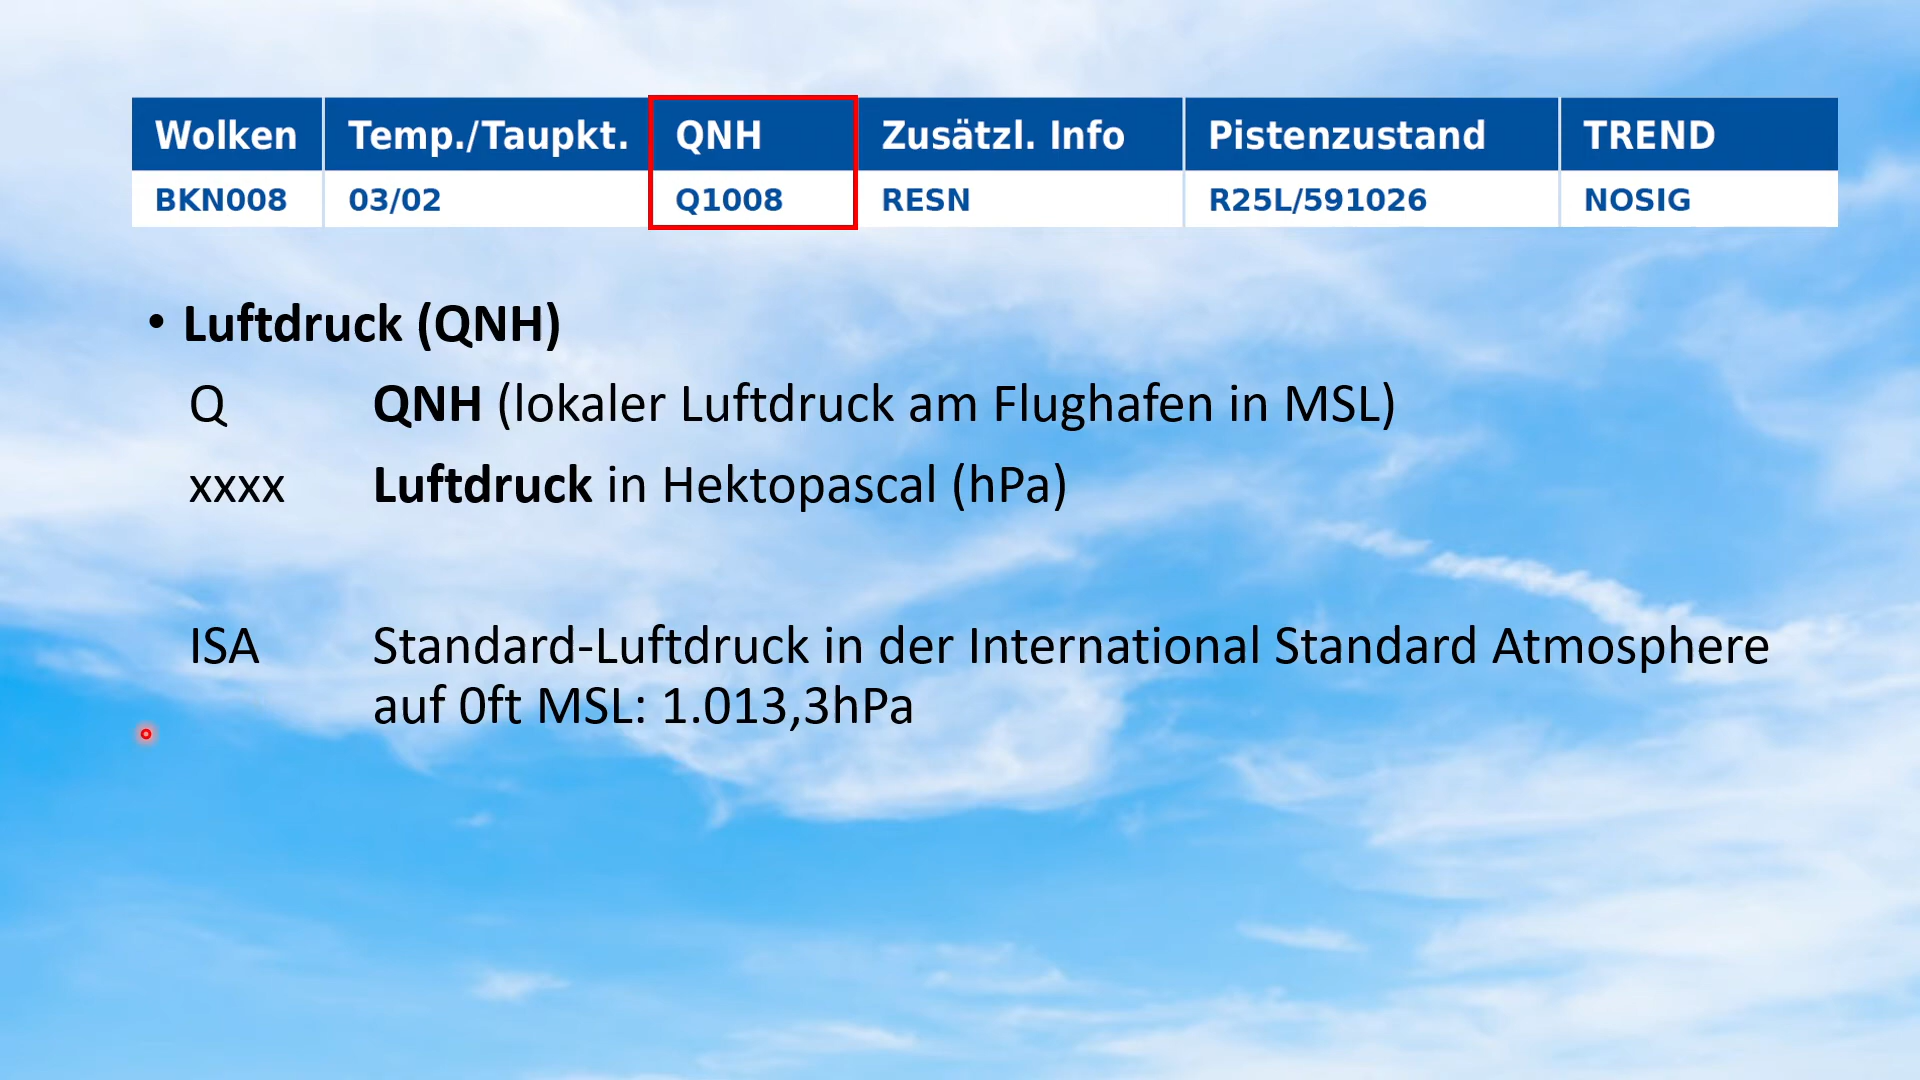 Wolken Temp./Taupkt. QNH Zusätzl. Info Pistenzustand TREND
BKN008 03/02 Q1008 RESN R25L/591026 NOSIG
• Luftdruck (QNH)
Q QNH (lokaler Luftdruck am Flughafen in MSL)
xxxx Luftdruck in Hektopascal (hPa)
ISA Standard-Luftdruck in der International Standard Atmosphere
auf 0ft MSL: 1.013,3hPa